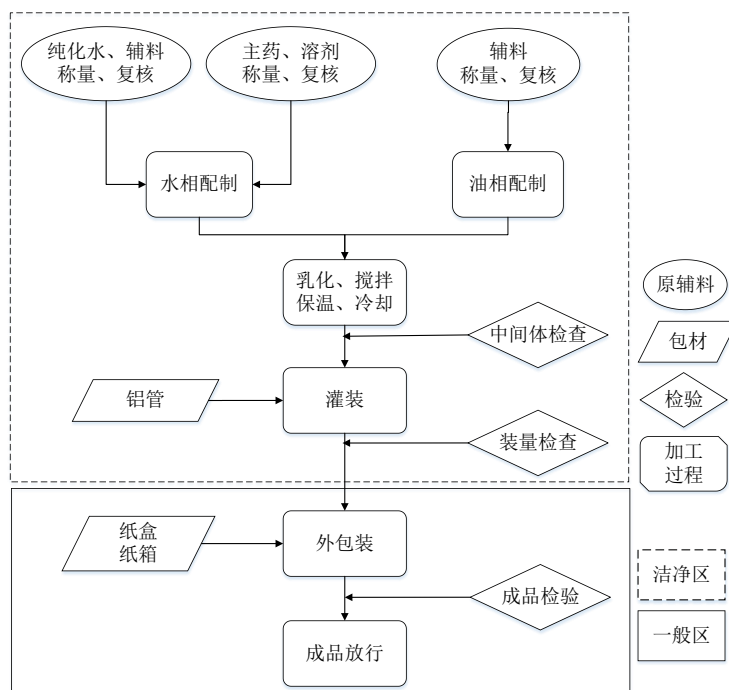 纯化水、辅料
称量、复核
主药、溶剂
称量、复核
辅料
称量、复核
水相配制
油相配制
乳化、搅拌
保温、冷却
中间体检查
铝管
灌装
装量检查
纸盒
纸箱
外包装
成品检验
成品放行
原辅料
包材
检验
加工
过程
洁净区
一般区